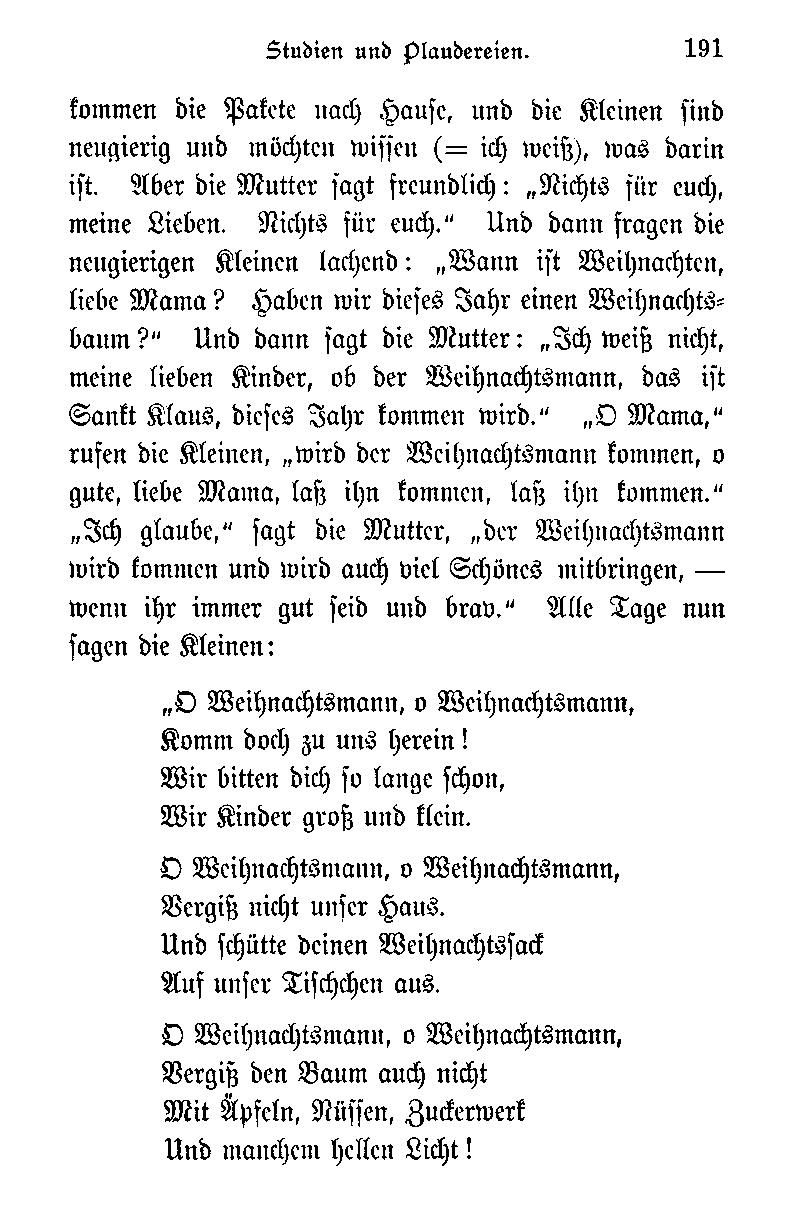 Studien und Plaudereien. 191
kommen die Pakete nach Hause, und die Kleinen sind
neugierig und möchten wissen (= ich weiß), was darin
ist. Aber die Mutter sagt freundlich: „Nichts für euch,
meine Lieben. Nichts für euch.“ Und dann fragen die
neugierigen Kleinen lachend: „Wann ist Weihnachten,
liebe Mama? Haben wir dieses Jahr einen Weihnachts-
baum?“ Und dann sagt die Mutter: „Ich weiß nicht,
meine lieben Kinder, ob der Weihnachtsmann, das ist
Sankt Klaus, dieses Jahr kommen wird.“ „O Mama,“
rufen die Kleinen, „wird der Weihnachtsmann kommen, o
gute, liebe Mama, laß ihn kommen, laß ihn kommen.“
„Ich glaube,“ sagt die Mutter, „der Weihnachtsmann
wird kommen und wird auch viel Schönes mitbringen, —
wenn ihr immer gut seid und brav.“ Alle Tage nun
sagen die Kleinen:
„O Weihnachtsmann, o Weihnachtsmann,
Komm doch zu uns herein!
Wir bitten dich so lange schon,
Wir Kinder groß und klein.
O Weihnachtsmann, o Weihnachtsmann,
Vergiß nicht unser Haus.
Und schütte deinen Weihnachtssack
Auf unser Tischchen aus.
O Weihnachtsmann, o Weihnachtsmann,
Vergiß den Baum auch nicht
Mit Äpfeln, Nüssen, Zuckerwerk
Und manchem hellen Licht!